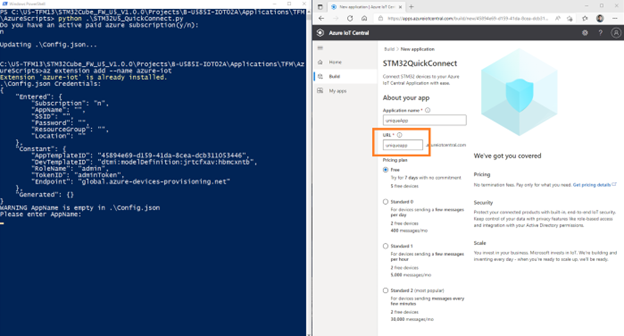 Windows PowerShell
PS C:\US-TFM13\STM32Cube_FW_U5_V1.0.0\Projects\B-U585I-IOT02A\Applications\TFM
\AzureScripts> python .\STM32U5_QuickConnect.py
Do you have an active paid azure subscription(y/n):
n
Updating .\Config.json...
C:\US-TFM13\STM32Cube_FW_U5_V1.0.0\Projects\B-U585I-IOT02A\Applications\TFM\Az
ureScripts>az extension add --name azure-iot
Extension 'azure-iot' is already installed.
.\Config.json Credentials:
{
"Entered": {
"Subscription": "n",
"AppName": "",
"SSID": "",
"Password": "",
"ResourceGroup": "",
"Location": ""
},
"Constant": {
"AppTemplateID": "45894e69-d159-41da-8cea-dcb311053446",
"DevTemplateID": "dtmi:modelDefinition:jrtcfxav:hbmcxntb",
"RoleName": "admin",
"TokenID": "adminToken",
"Endpoint": "global.azure-devices-provisioning.net"
},
"Generated": {}
}
WARNING AppName is empty in .\Config.json
Please enter AppName:
New application | Azure IoT Cent
https://apps.azureiotcentral.com/build/new/45894e69-d159-41da-8cea-dcb31
Azure IoT Central
Home
Build
My apps
Build > New application
STM32QuickConnect
Connect STM32 devices to your Azure
IoT Central Application with Ease.
About your app
Application name *
uniqueApp
URL *
uniqueapp
.azureiotcentral.com
Pricing plan
Free
Try for 7 days with no commitment
5 free devices
Standard 0
For devices sending a few messages
per day
2 free devices
400 messages/mo
Standard 1
For devices sending a few messages
per hour
2 free devices
5,000 messages/mo
Standard 2 (most popular)
For devices sending messages every
few minutes
2 free devices
30,000 messages/mo
We've got you covered
Pricing
No termination fees. Pay only for what you need. Get pricing details
Security
Protect your connected products with built-in, end-to-end IoT security.
Keep control of your data with privacy features like role-based access
and integration with your Active Directory permissions.
Scale
You invest in your business. Microsoft invests in IoT. We're building and
inventing every day – when you're ready to scale up, we'll be ready.